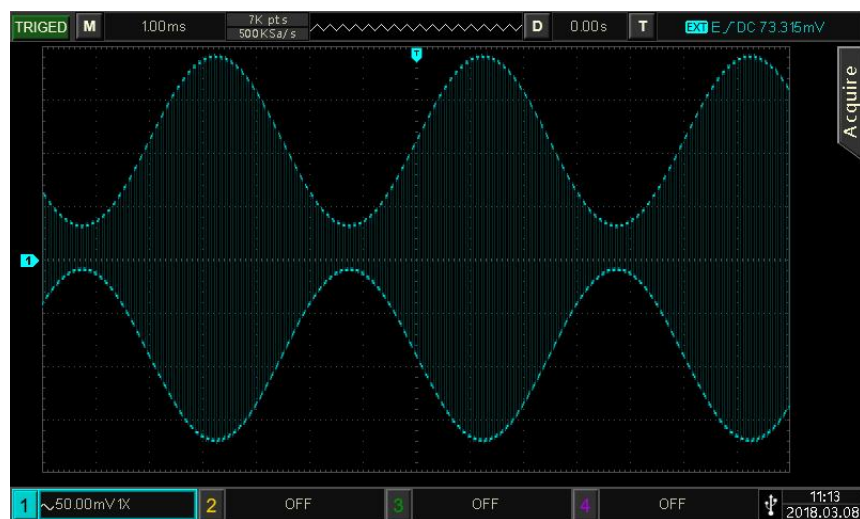 TRIGED M 1.00ms 7K pts D 0.00s T EXT E DC 73.315mV
500KSa/s
T
Acquire
1
1 50.00mV 1X 2 OFF 3 OFF 4 OFF 11:13
2018.03.08